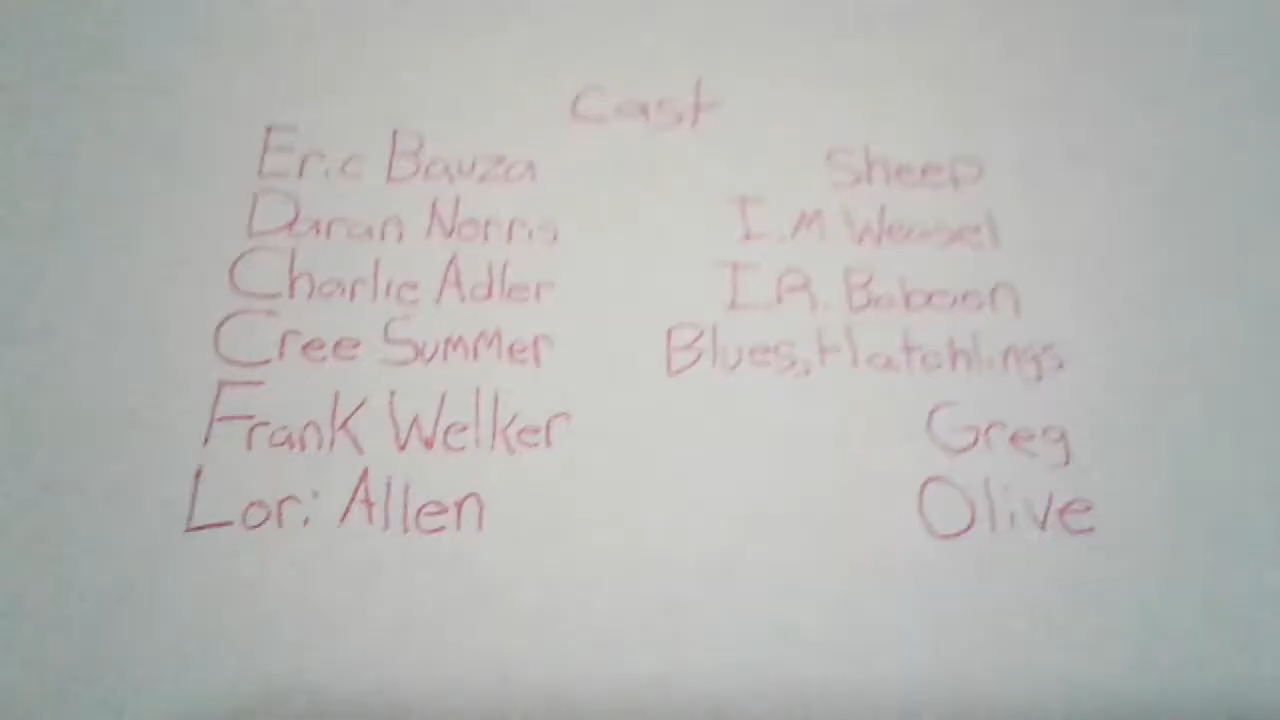 Cast
Eric Bauza Sheep
Daran Norris I.M Weasel
Charlie Adler I.R. Baboon
Cree Summer Blues, Hatchlings
Frank Welker Greg
Lori Allen Olive